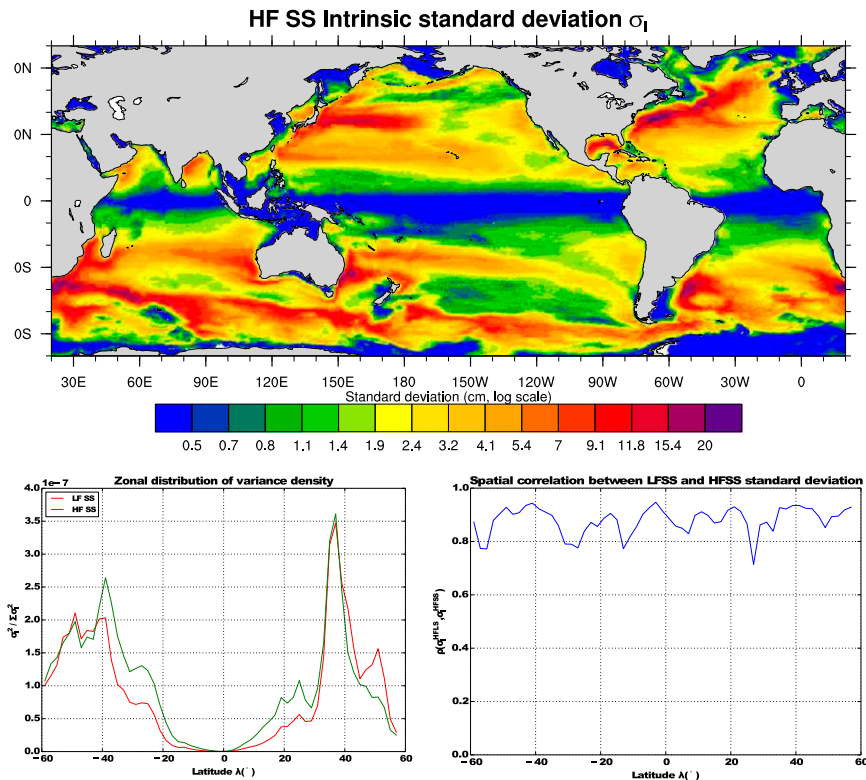 HF SS Intrinsic standard deviation σI
0N
0N
0
0S
0S
30E 60E 90E 120E 150E 180 150W 120W 90W 60W 30W 0
Standard deviation (cm, log scale)
0.5 0.7 0.8 1.1 1.4 1.9 2.4 3.2 4.1 5.4 7 9.1 11.8 15.4 20
Zonal distribution of variance density
1e−7
4.0
3.5
3.0
2.5
2.0
1.5
1.0
0.5
0.0
LF SS
HF SS
σI² / ΣσI²
−60 −40 −20 0 20 40 60
Latitude λ(°)
Spatial correlation between LFSS and HFSS standard deviation
1.0
0.8
0.6
0.4
0.2
0.0
ρ(σI^HFLS, σI^HFSS)
−60 −40 −20 0 20 40 60
Latitude λ(°)